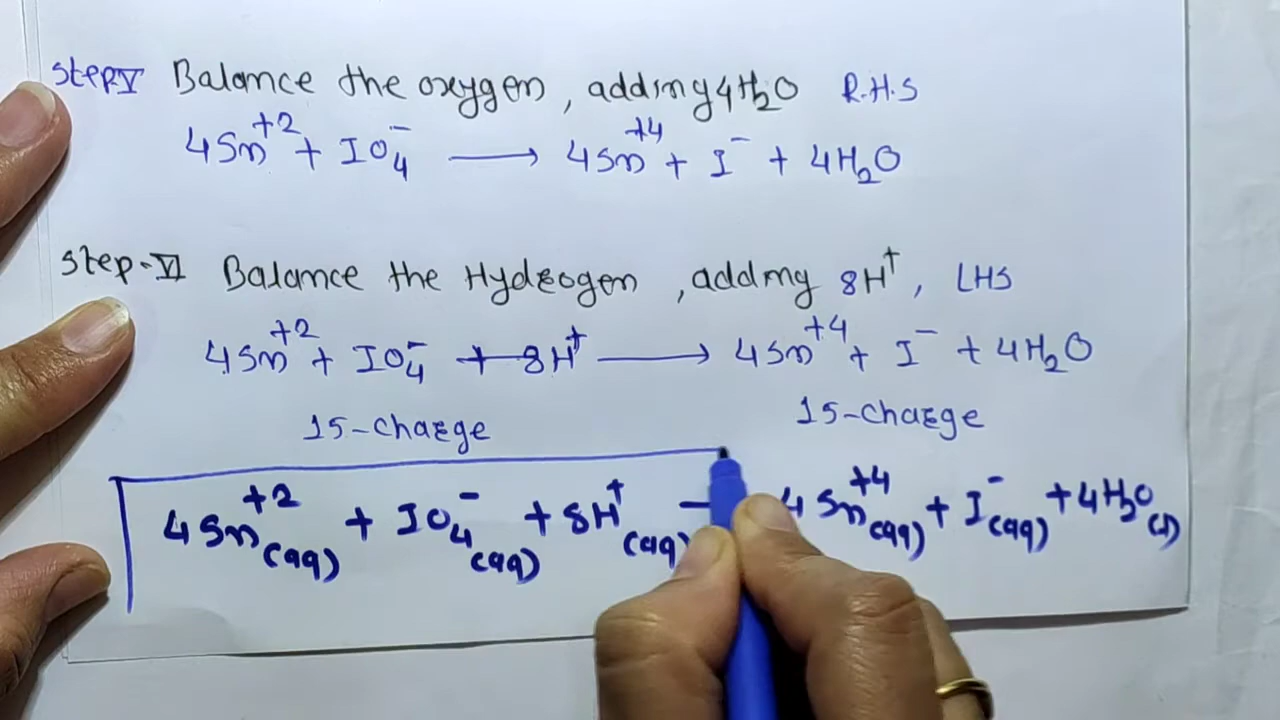 Step-V Balance the oxygen, adding 4H₂O R.H.S
4Sn⁺² + IO₄⁻ ⟶ 4Sn⁺⁴ + I⁻ + 4H₂O
Step-VI Balance the Hydrogen, adding 8H⁺, LHS
4Sn⁺² + IO₄⁻ + 8H⁺ ⟶ 4Sn⁺⁴ + I⁻ + 4H₂O
15-Charge 15-Charge
4Sn⁺²(aq) + IO₄⁻(aq) + 8H⁺(aq) 4Sn⁺⁴(aq) + I⁻(aq) + 4H₂O(l)